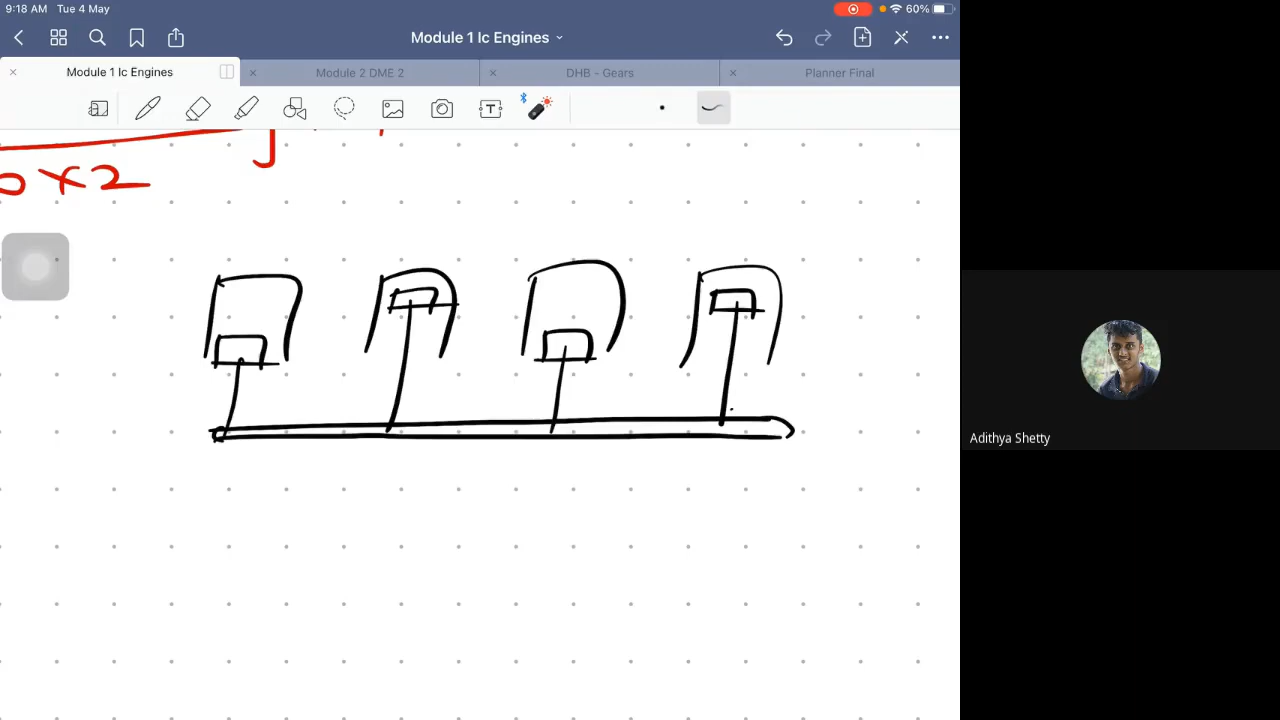 9:18 AM Tue 4 May
60%
Module 1 Ic Engines
Module 1 Ic Engines
Module 2 DME 2
DHB - Gears
Planner Final
T
x2
Adithya Shetty